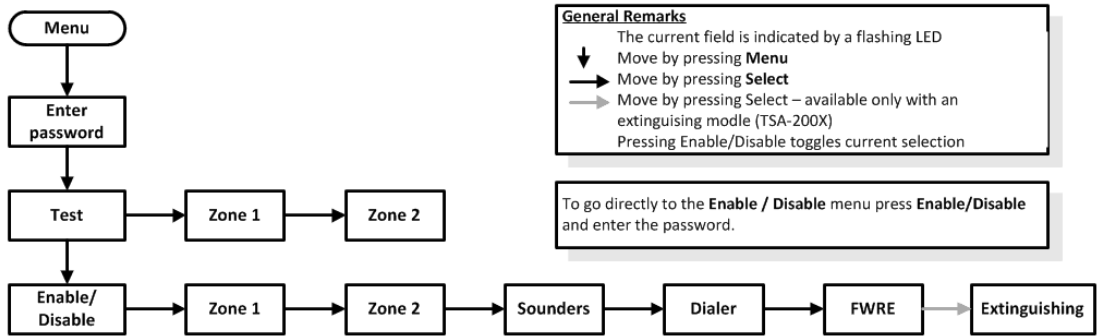 Menu
Enter
password
Test
Zone 1
Zone 2
Enable/
Disable
Zone 1
Zone 2
Sounders
Dialer
FWRE
Extinguishing
General Remarks
The current field is indicated by a flashing LED
Move by pressing Menu
Move by pressing Select
Move by pressing Select – available only with an
extinguising modle (TSA-200X)
Pressing Enable/Disable toggles current selection
To go directly to the Enable / Disable menu press Enable/Disable
and enter the password.